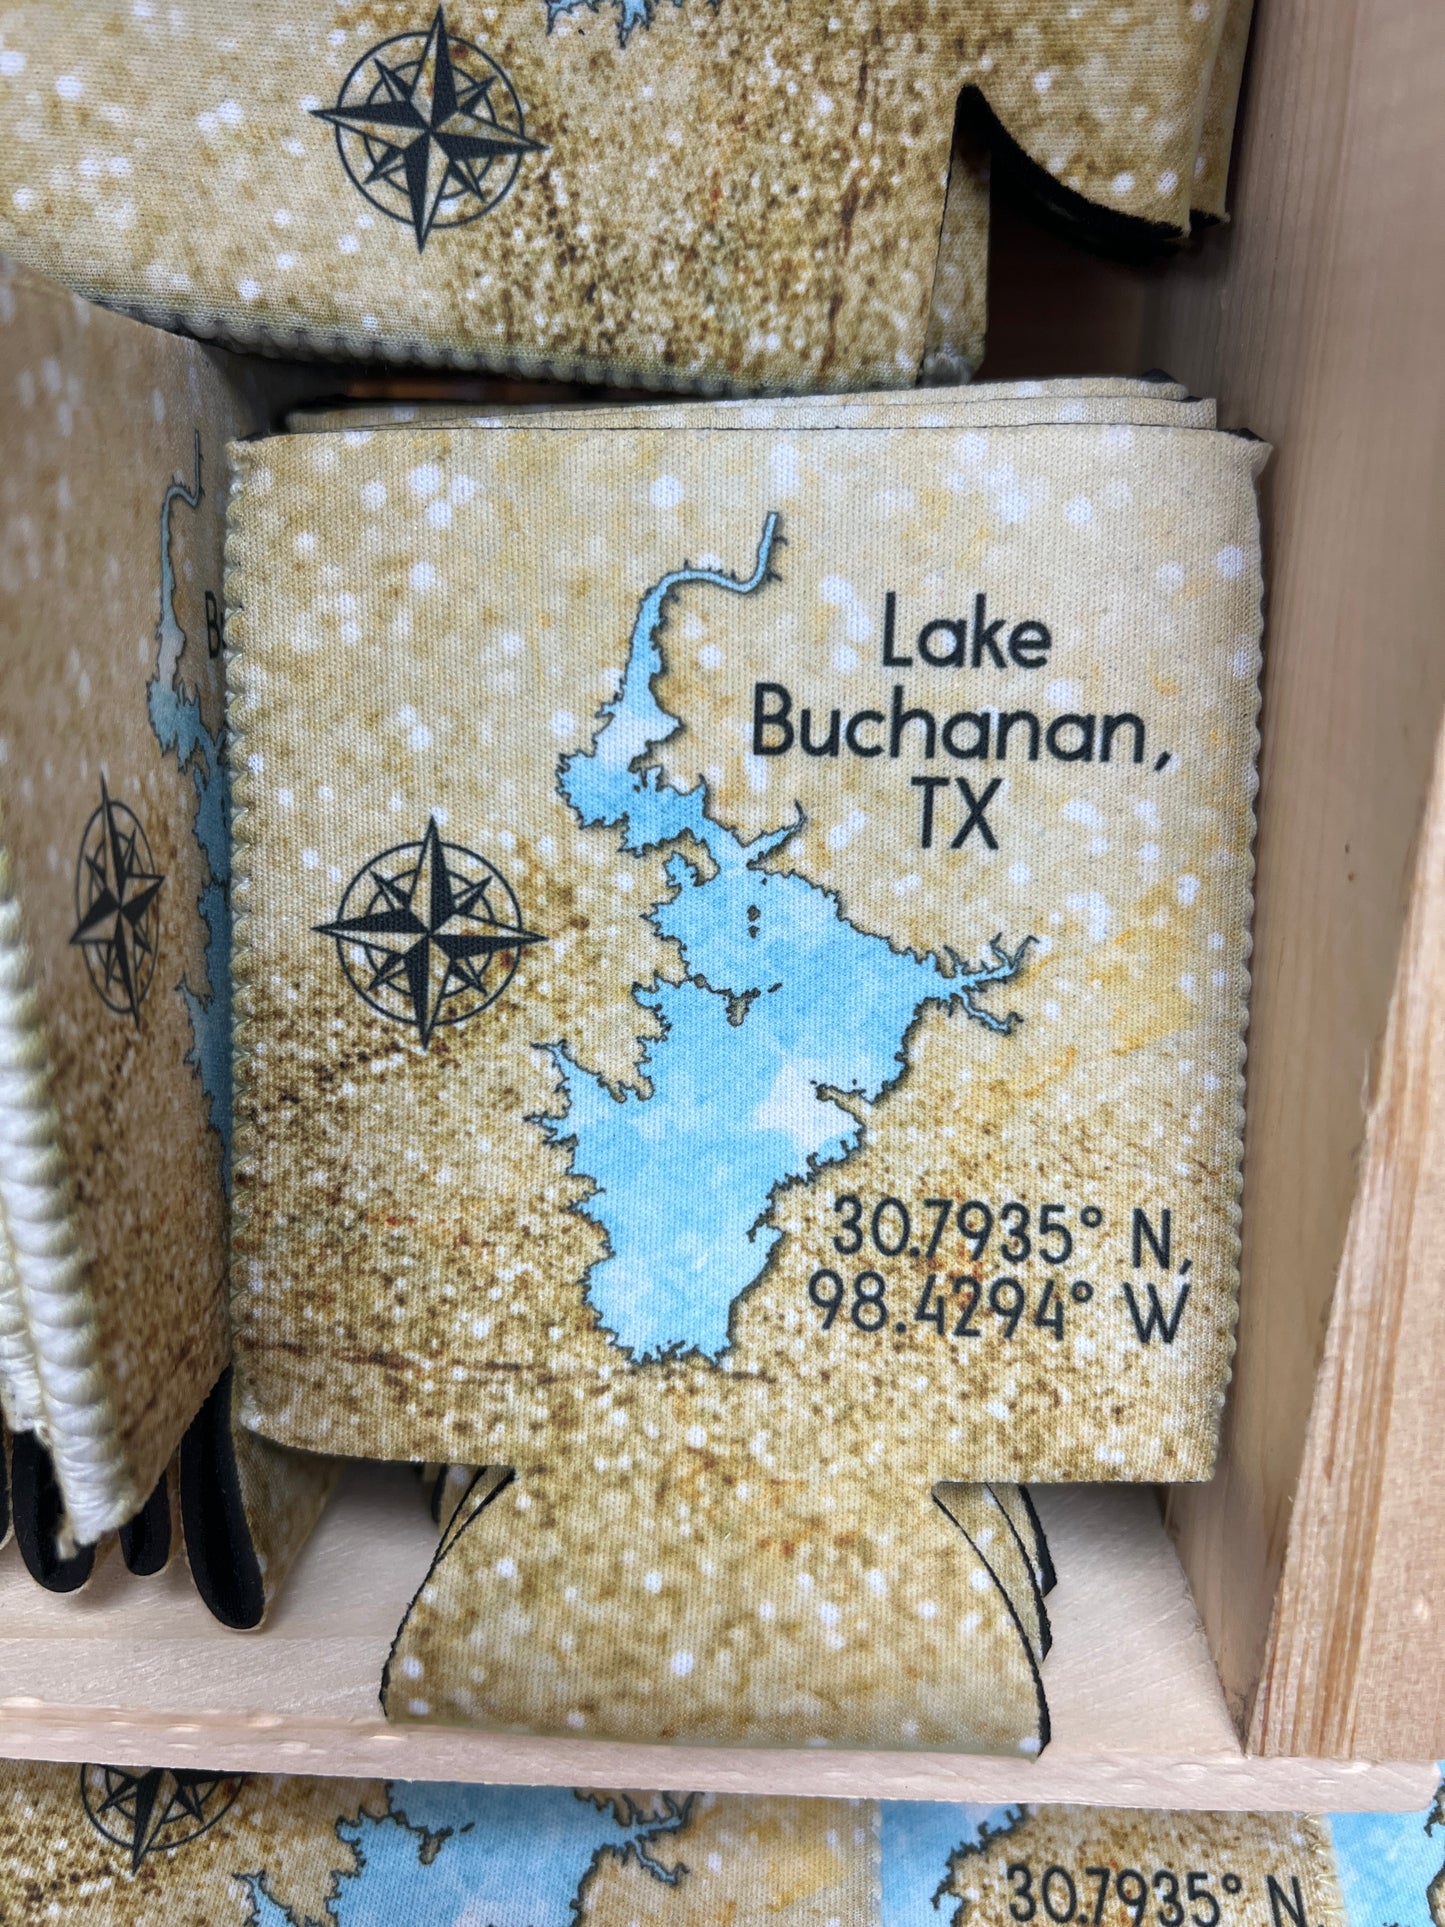 Lake
Buchanan,
TX
30.7935° N,
98.4294° W
30.7935° N